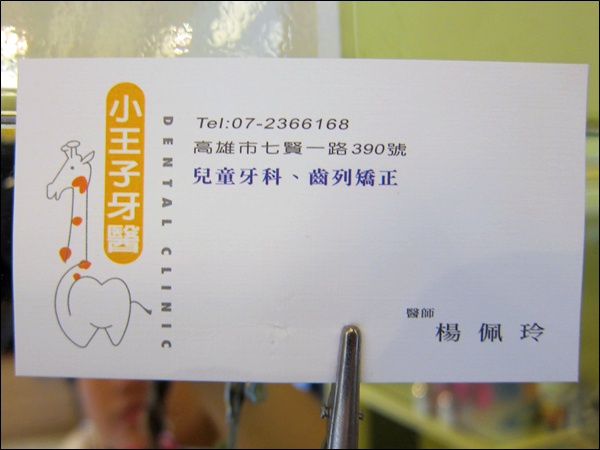 小王子牙醫
DENTAL CLINIC
Tel:07-2366168
高雄市七賢一路390號
兒童牙科、齒列矯正
醫師
楊佩玲